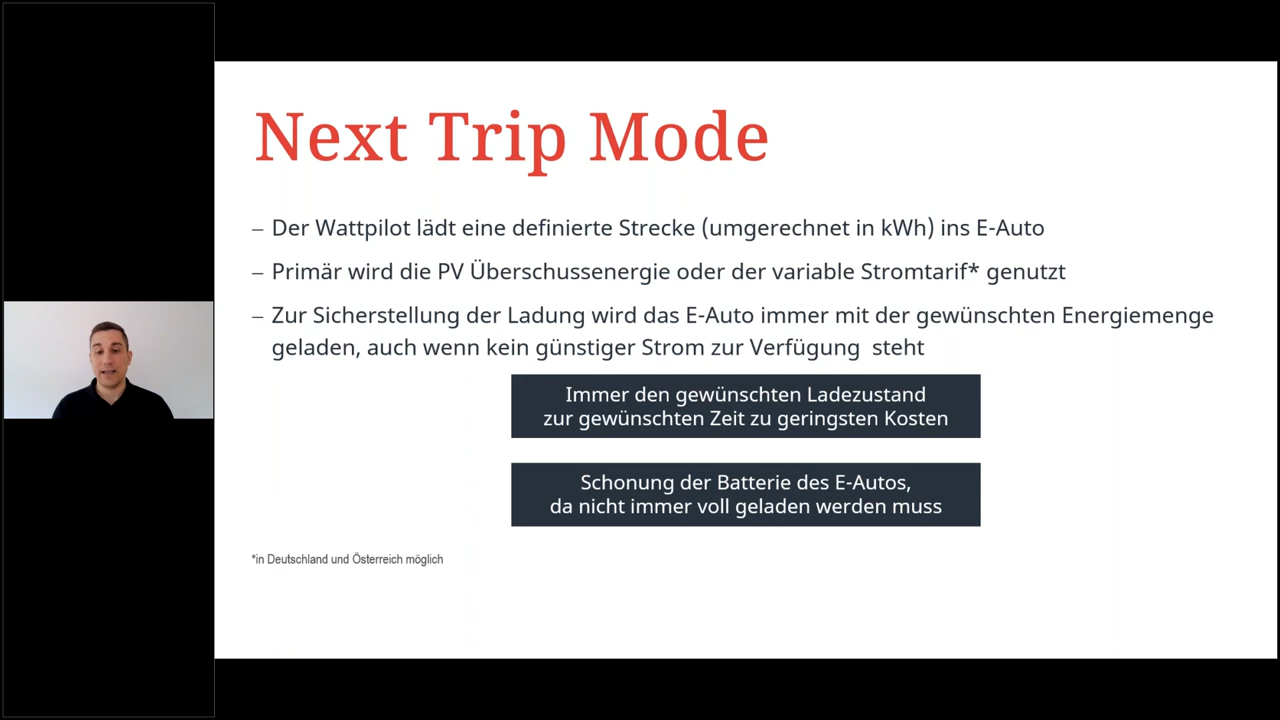 Next Trip Mode
– Der Wattpilot lädt eine definierte Strecke (umgerechnet in kWh) ins E-Auto
– Primär wird die PV Überschussenergie oder der variable Stromtarif* genutzt
– Zur Sicherstellung der Ladung wird das E-Auto immer mit der gewünschten Energiemenge
geladen, auch wenn kein günstiger Strom zur Verfügung  steht
Immer den gewünschten Ladezustand
zur gewünschten Zeit zu geringsten Kosten
Schonung der Batterie des E-Autos,
da nicht immer voll geladen werden muss
*in Deutschland und Österreich möglich